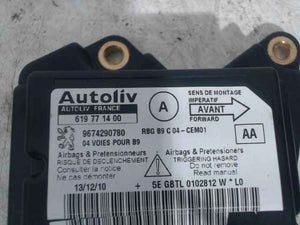 Autoliv
AUTOLIV FRANCE
619 77 14 00
A
SENS DE MONTAGE
IMPERATIF
AVANT
FORWARD
9674290780
RBG B9 C 04 - CEM01
04 VOIES POUR B9
AA
Airbags & Pretensionneurs
RISQUE DE DECLENCHEMENT
Consulter la notice
Ne pas démonter
Airbags & Pretensioners
TRIGGERING HAZARD
Read manual
Do not disassemble
13/12/10
+ 5E GBTL 0102812 W * L0